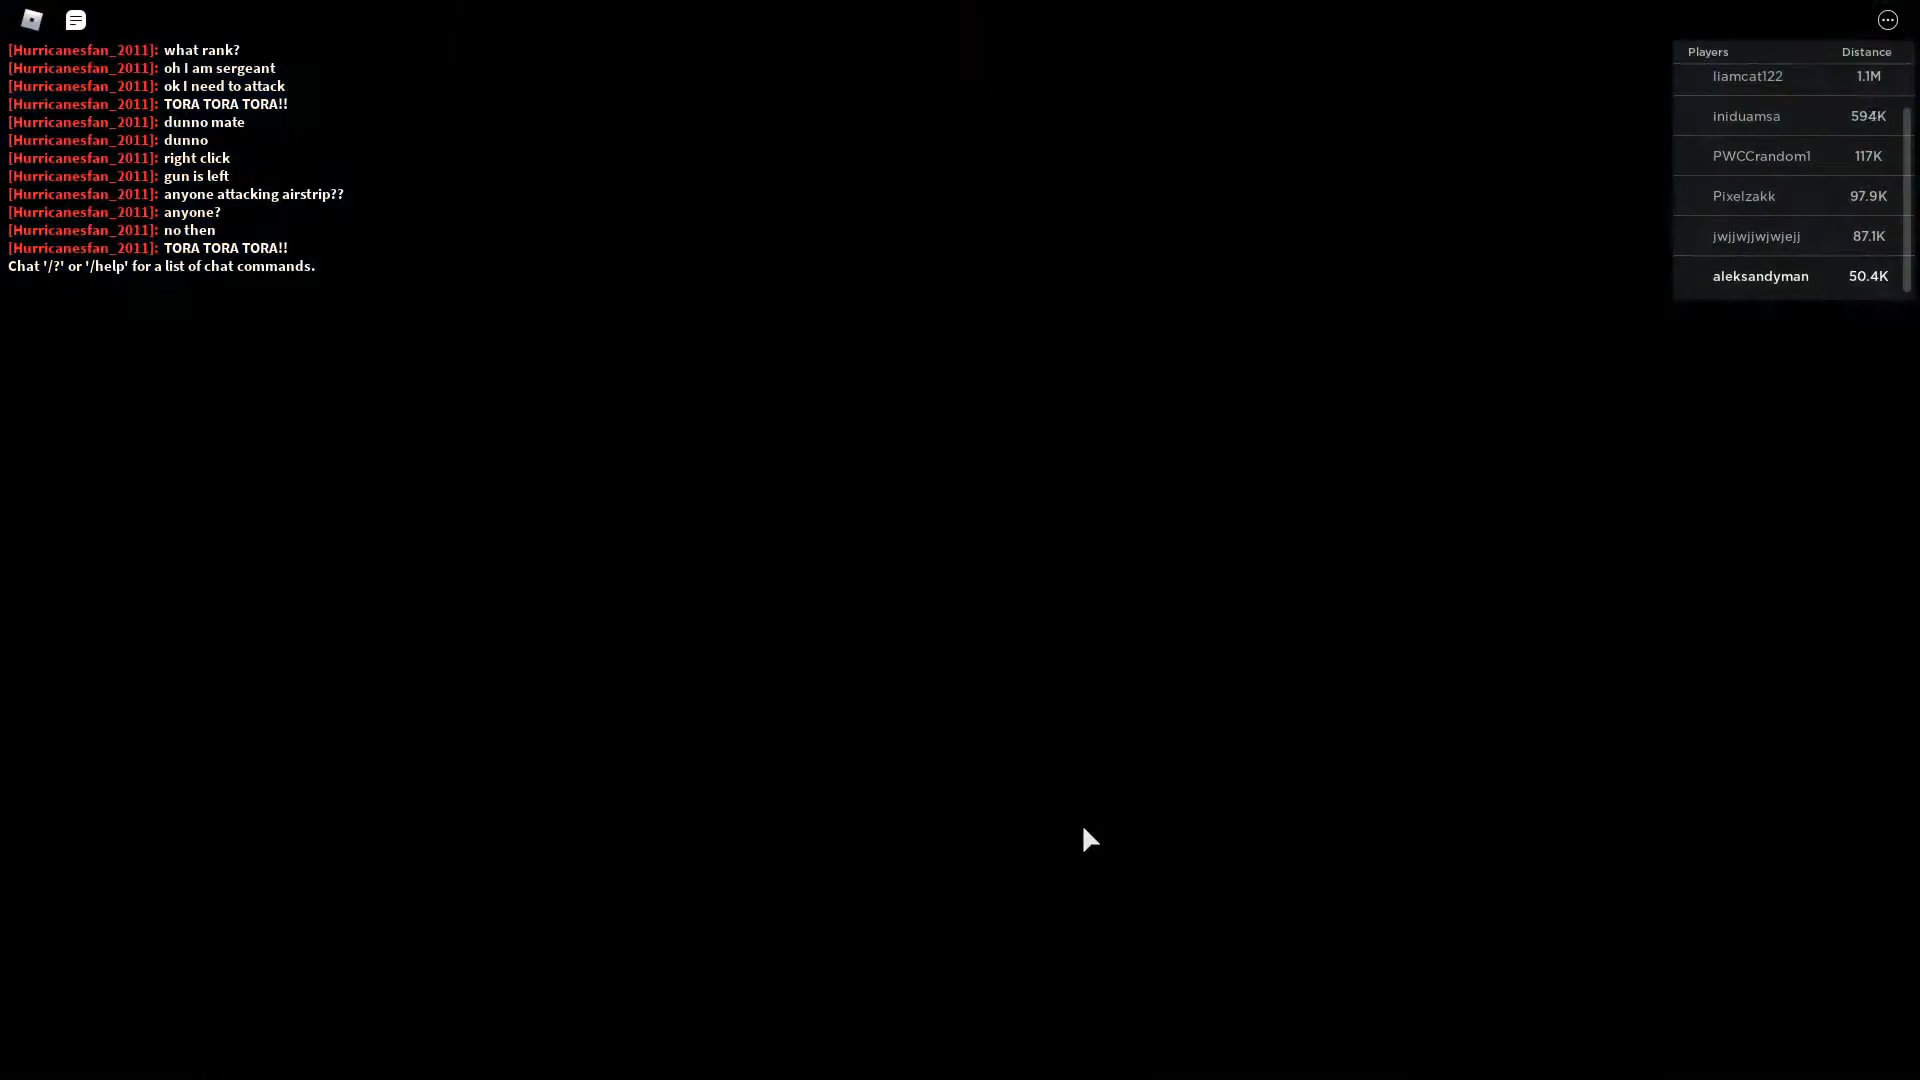 [Hurricanesfan_2011]: what rank?
[Hurricanesfan_2011]: oh I am sergeant
[Hurricanesfan_2011]: ok I need to attack
[Hurricanesfan_2011]: TORA TORA TORA!!
[Hurricanesfan_2011]: dunno mate
[Hurricanesfan_2011]: dunno
[Hurricanesfan_2011]: right click
[Hurricanesfan_2011]: gun is left
[Hurricanesfan_2011]: anyone attacking airstrip??
[Hurricanesfan_2011]: anyone?
[Hurricanesfan_2011]: no then
[Hurricanesfan_2011]: TORA TORA TORA!!
Chat '/?' or '/help' for a list of chat commands.
Players Distance
liamcat122 1.1M
iniduamsa 594K
PWCCrandom1 117K
Pixelzakk 97.9K
jwjjwjjwjwjejj 87.1K
aleksandyman 50.4K